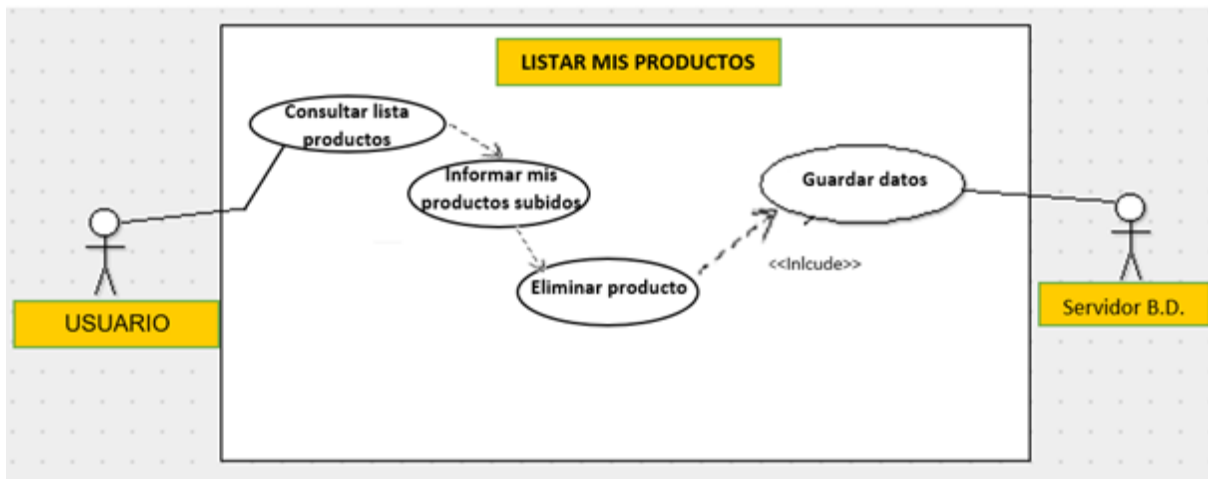 LISTAR MIS PRODUCTOS
Consultar lista
productos
Informar mis
productos subidos
Guardar datos
<<Inlcude>>
Eliminar producto
USUARIO
Servidor B.D.